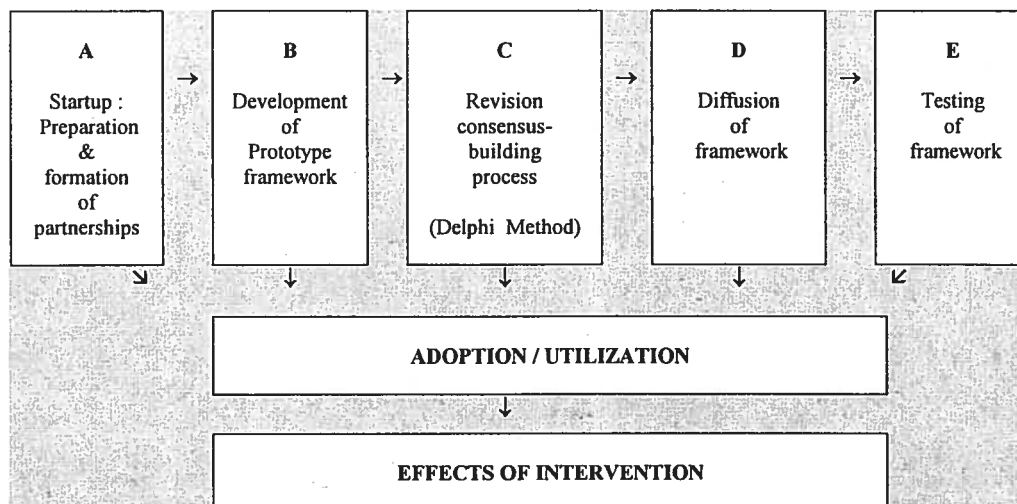 A
Startup :
Preparation
&
formation
of
partnerships
→
B
Development
of
Prototype
framework
→
C
Revision
consensus-
building
process
(Delphi Method)
→
D
Diffusion
of
framework
→
E
Testing
of
framework
↘ ↓ ↓ ↓ ↙
ADOPTION / UTILIZATION
↓
EFFECTS OF INTERVENTION